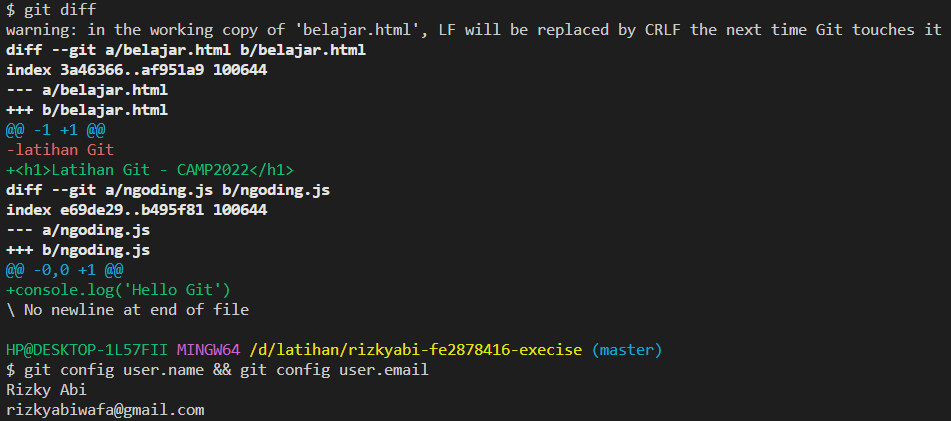 $ git diff
warning: in the working copy of 'belajar.html', LF will be replaced by CRLF the next time Git touches it
diff --git a/belajar.html b/belajar.html
index 3a46366..af951a9 100644
--- a/belajar.html
+++ b/belajar.html
@@ -1 +1 @@
-latihan Git
+<h1>Latihan Git - CAMP2022</h1>
diff --git a/ngoding.js b/ngoding.js
index e69de29..b495f81 100644
--- a/ngoding.js
+++ b/ngoding.js
@@ -0,0 +1 @@
+console.log('Hello Git')
\ No newline at end of file
HP@DESKTOP-1L57FII MINGW64 /d/latihan/rizkyabi-fe2878416-execise (master)
$ git config user.name && git config user.email
Rizky Abi
rizkyabiwafa@gmail.com